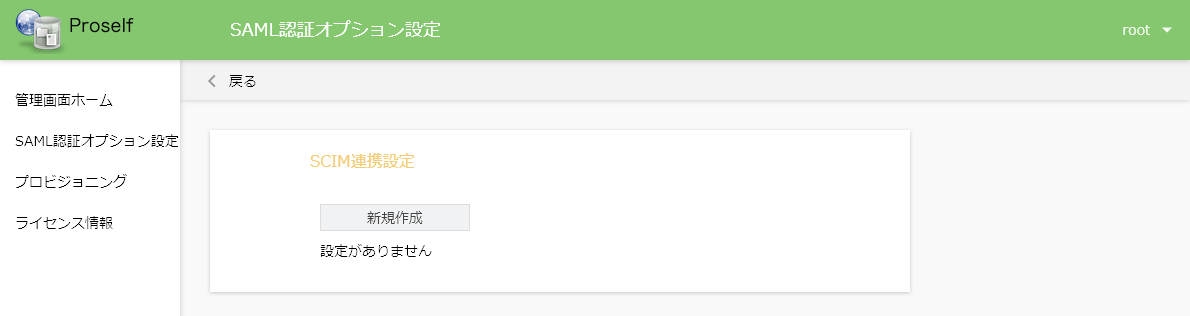 Proself
SAML認証オプション設定
root
戻る
管理画面ホーム
SAML認証オプション設定
プロビジョニング
ライセンス情報
SCIM連携設定
新規作成
設定がありません